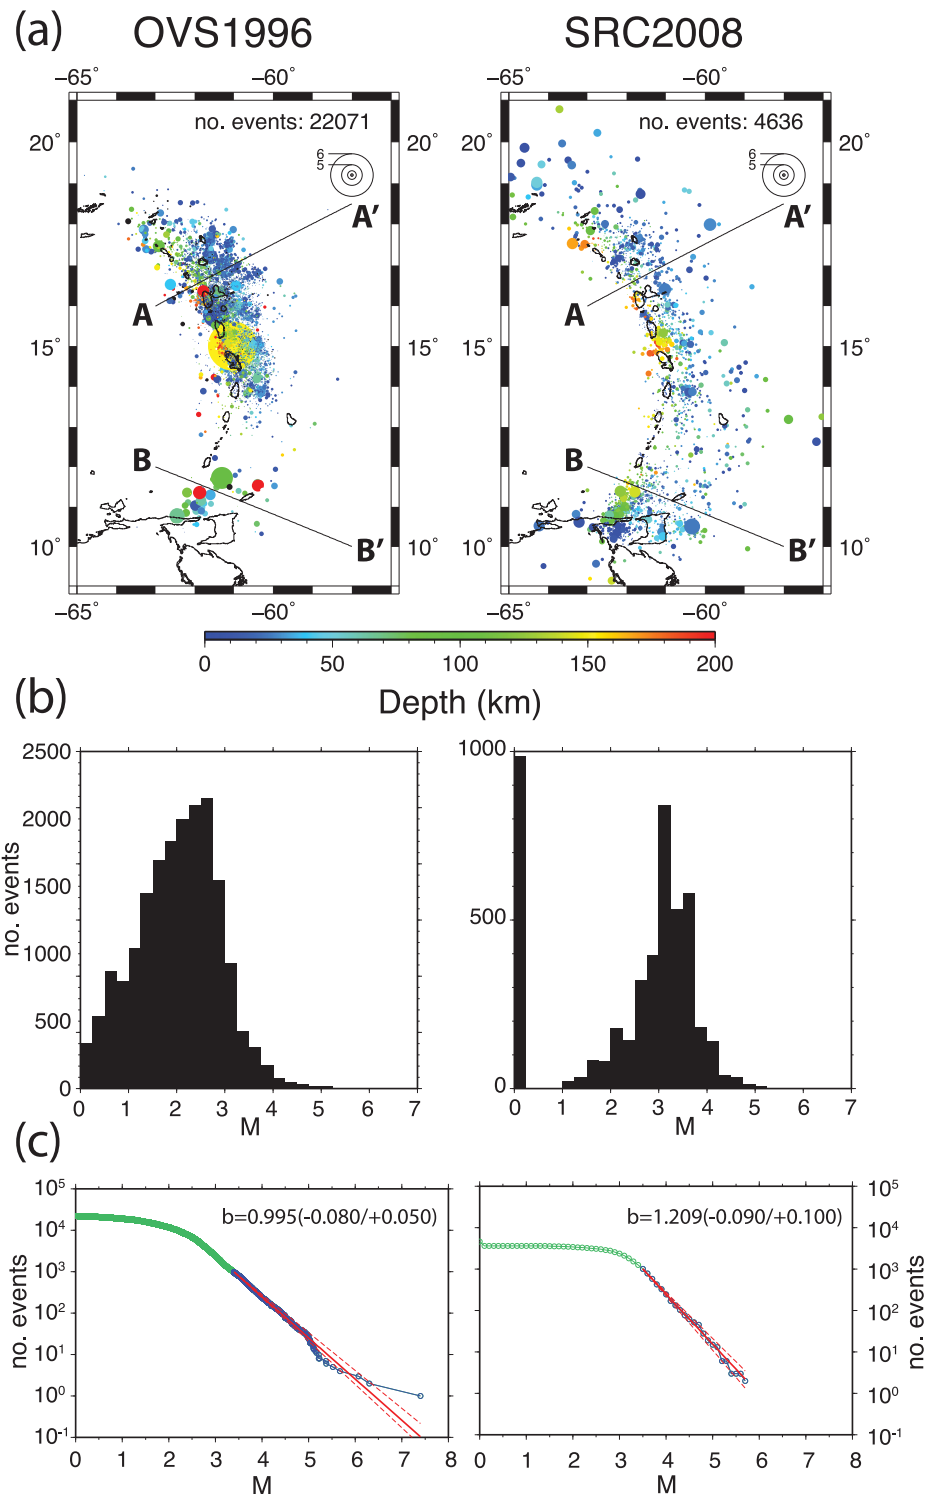 (a) OVS1996 SRC2008
−65˚ −60˚ −65˚ −60˚
no. events: 22071 no. events: 4636
20˚ 20˚ 20˚
6 6
5 5
A' A'
A A
15˚ 15˚ 15˚
B B
B' B'
10˚ 10˚ 10˚
−65˚ −60˚ −65˚ −60˚
0 50 100 150 200
Depth (km)
(b)
2500 1000
2000
1500
no. events
1000 500
500
0 0
0 1 2 3 4 5 6 7 0 1 2 3 4 5 6 7
M M
(c)
10^5 10^5
b=0.995(-0.080/+0.050) b=1.209(-0.090/+0.100)
10^4 10^4
10^3 10^3
no. events no. events
10^2 10^2
10^1 10^1
10^0 10^0
10^-1 10^-1
0 1 2 3 4 5 6 7 8 0 1 2 3 4 5 6 7 8
M M